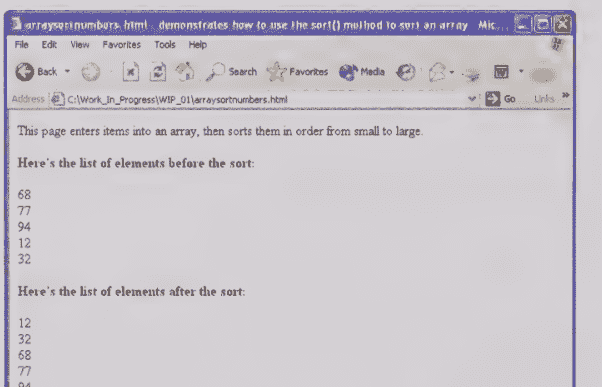 arraysortnumbers.html - demonstrates how to use the sort() method to sort an array - Mic...
File Edit View Favorites Tools Help
Back Search Favorites Media
Address C:\Work_In_Progress\WIP_01\arraysortnumbers.html Go Links »
This page enters items into an array, then sorts them in order from small to large.
Here's the list of elements before the sort:
68
77
94
12
32
Here's the list of elements after the sort:
12
32
68
77
94